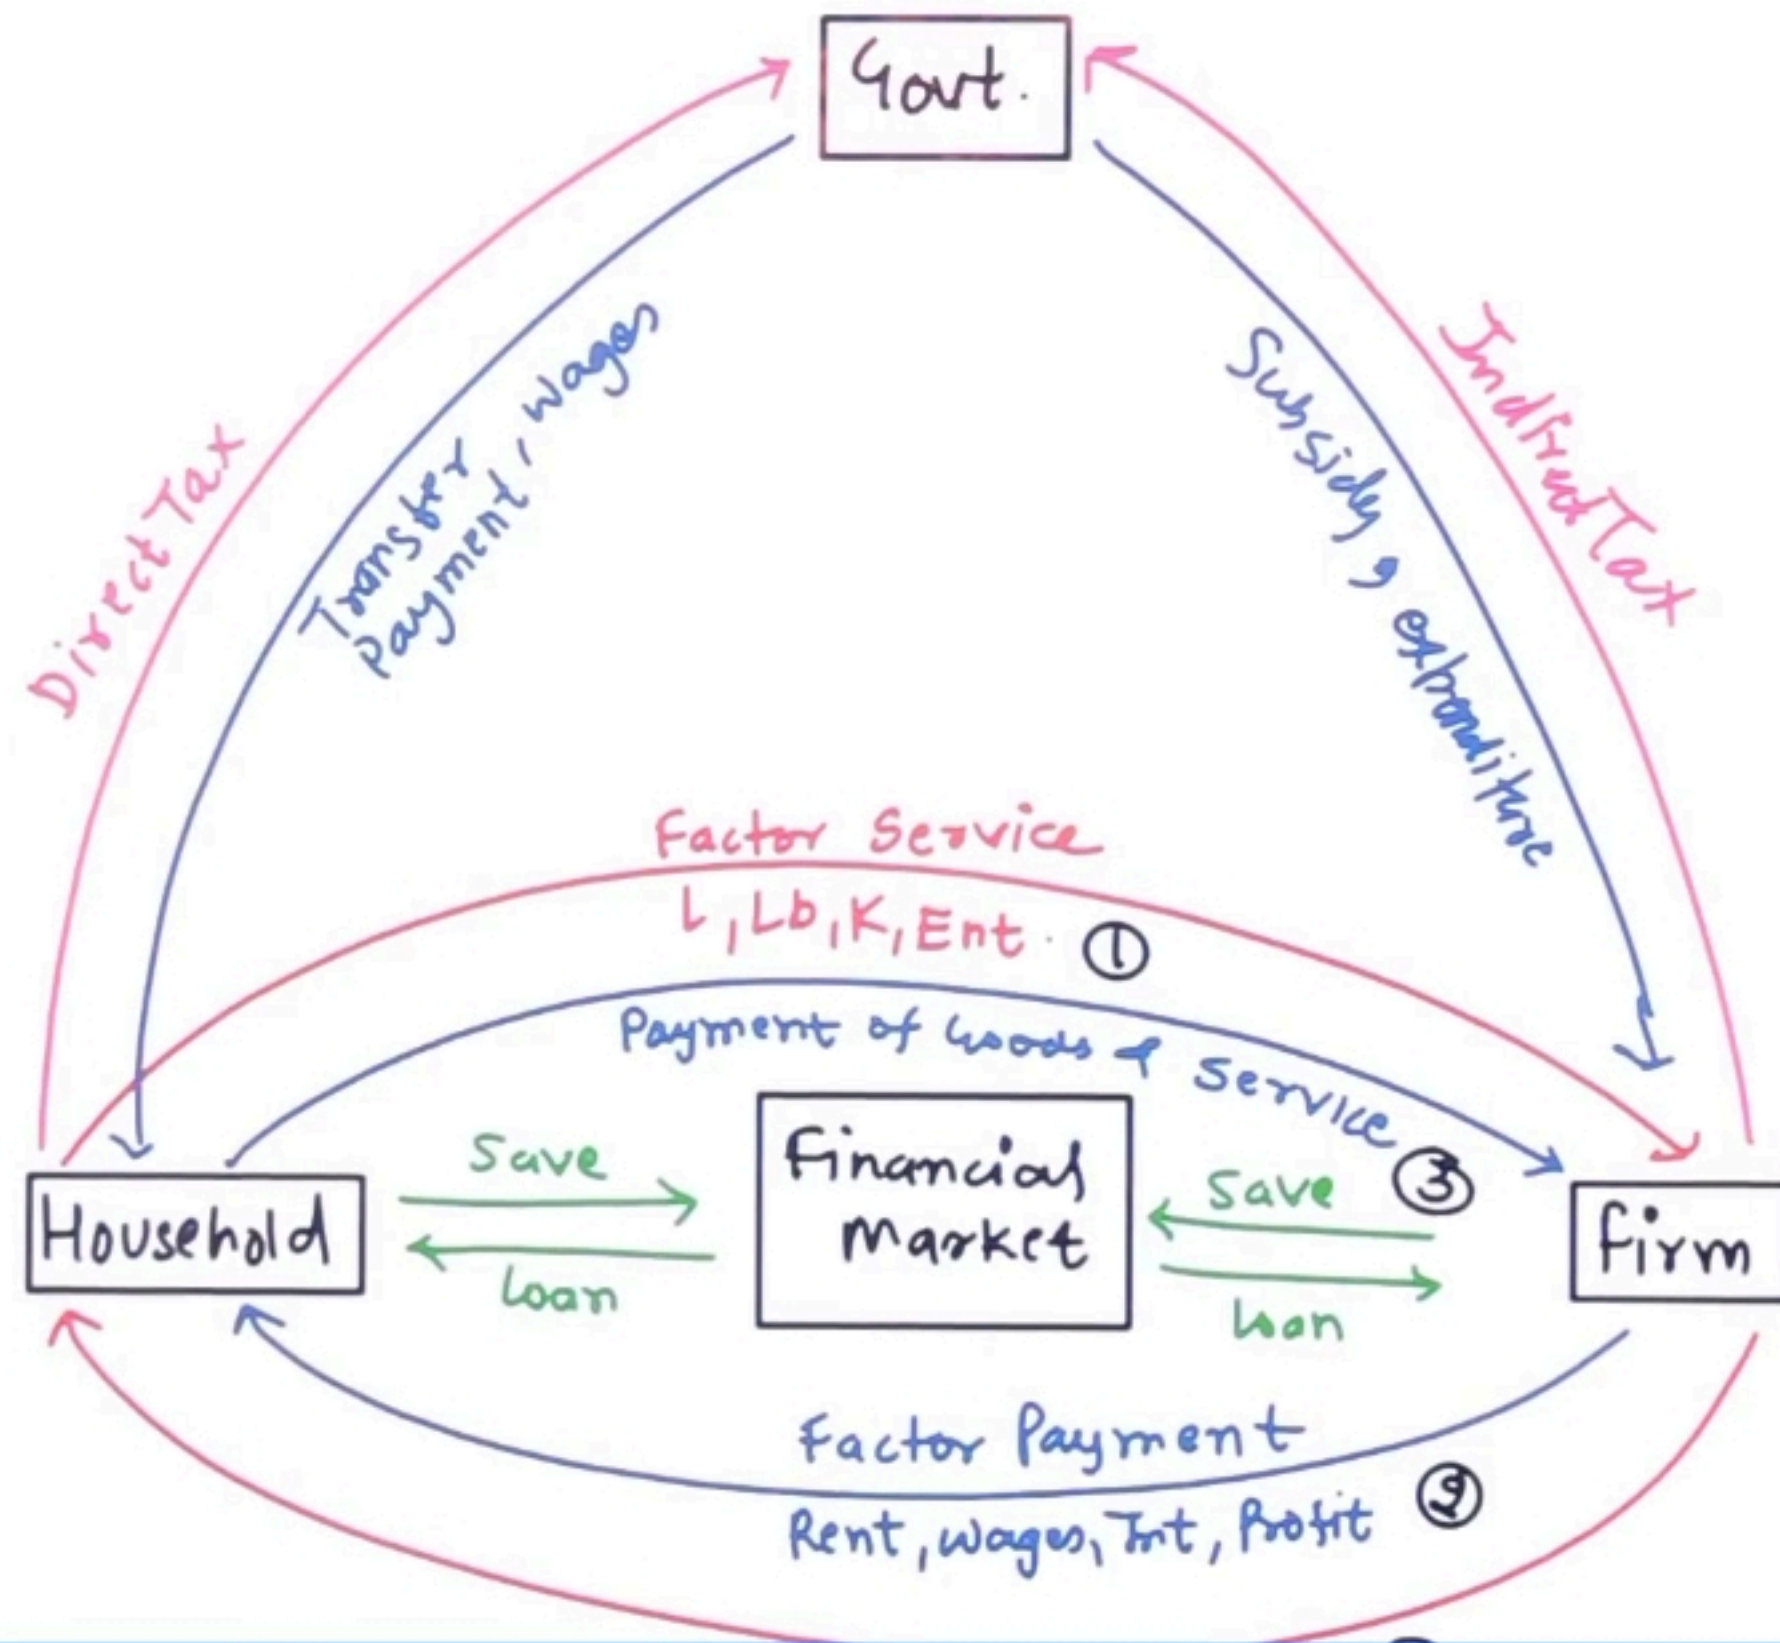 Govt.
Direct Tax
Transfer
Payment, wages
Subsidy, expenditure
Indirect Tax
Factor Service
L, Lb, K, Ent. ①
Payment of Goods & Service ③
Household
Save
Loan
Financial
Market
Save
Loan
firm
Factor Payment
Rent, wages, Int, Profit ②